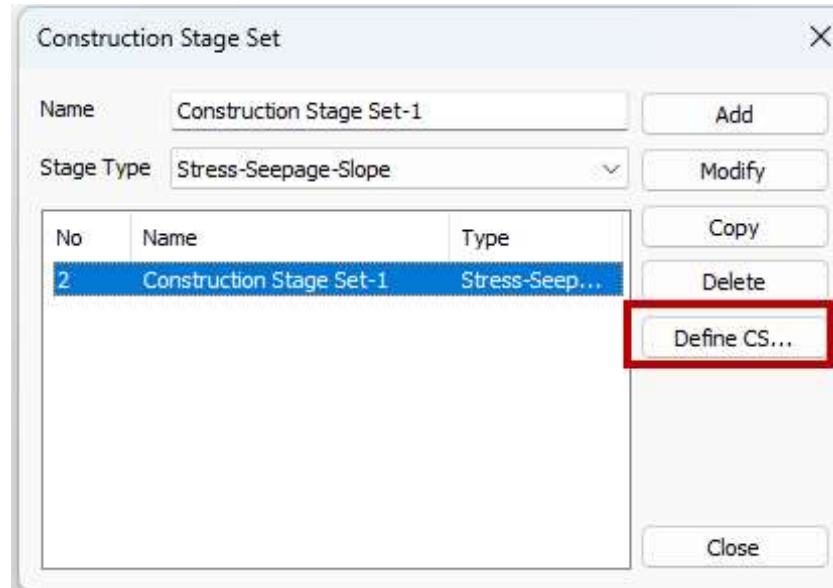 Construction Stage Set
Name Construction Stage Set-1 Add
Stage Type Stress-Seepage-Slope Modify
No Name Type Copy
2 Construction Stage Set-1 Stress-Seep... Delete
Define CS...
Close